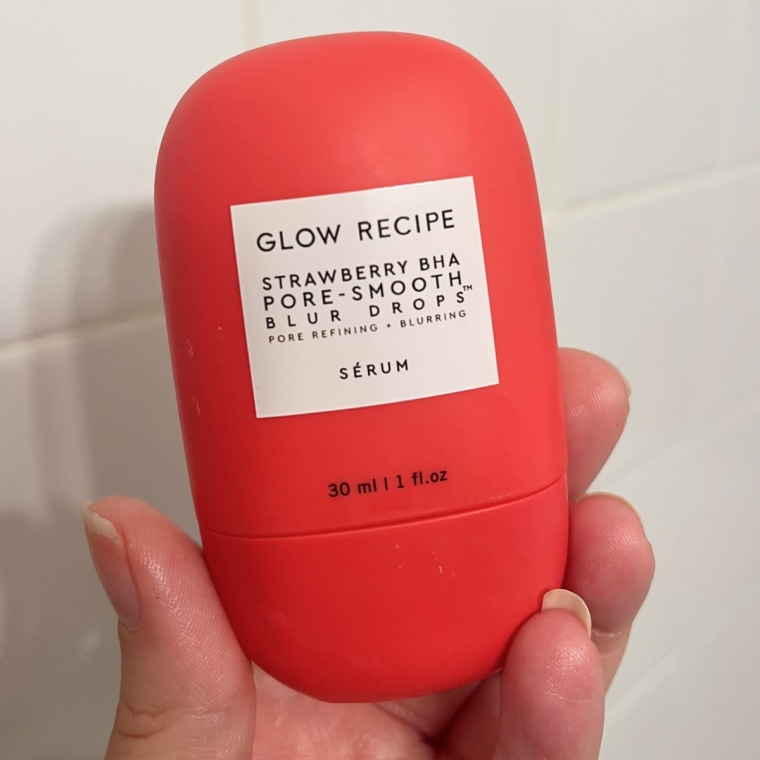 GLOW RECIPE
STRAWBERRY BHA
PORE-SMOOTH
BLUR DROPS™
PORE REFINING + BLURRING
SÉRUM
30 ml | 1 fl.oz